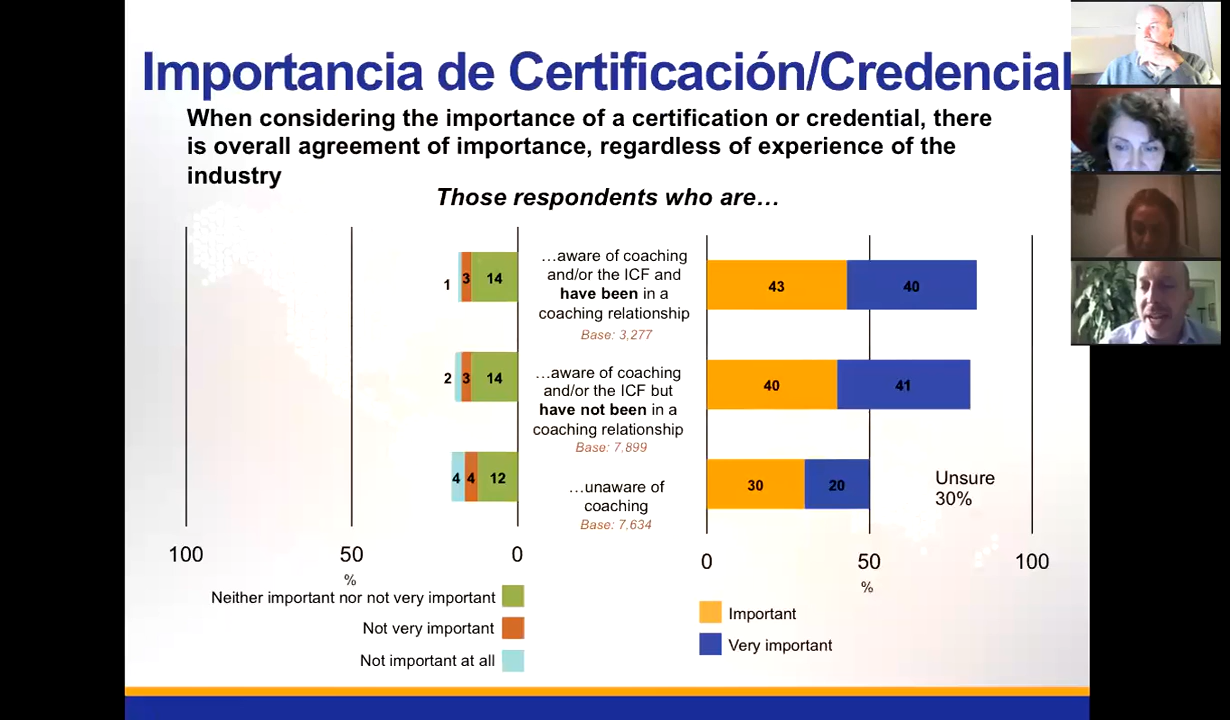 Importancia de Certificación/Credencial
When considering the importance of a certification or credential, there
is overall agreement of importance, regardless of experience of the
industry
Those respondents who are…
1 3 14
…aware of coaching
and/or the ICF and
have been in a
coaching relationship
Base: 3,277
43 40
2 3 14
…aware of coaching
and/or the ICF but
have not been in a
coaching relationship
Base: 7,899
40 41
4 4 12
…unaware of
coaching
Base: 7,634
30 20
Unsure
30%
100 50 0
%
0 50 100
%
Neither important nor not very important
Not very important
Not important at all
Important
Very important